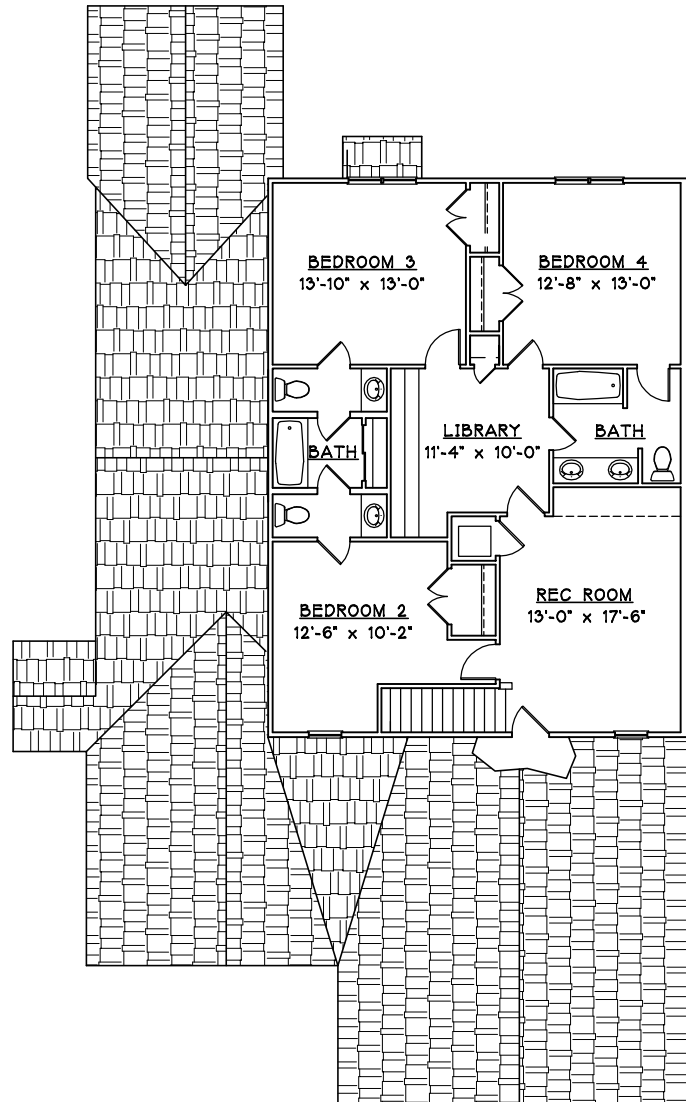 BEDROOM 3
13'-10" x 13'-0"
BEDROOM 4
12'-8" x 13'-0"
LIBRARY
11'-4" x 10'-0"
BATH
BATH
BEDROOM 2
12'-6" x 10'-2"
REC ROOM
13'-0" x 17'-6"